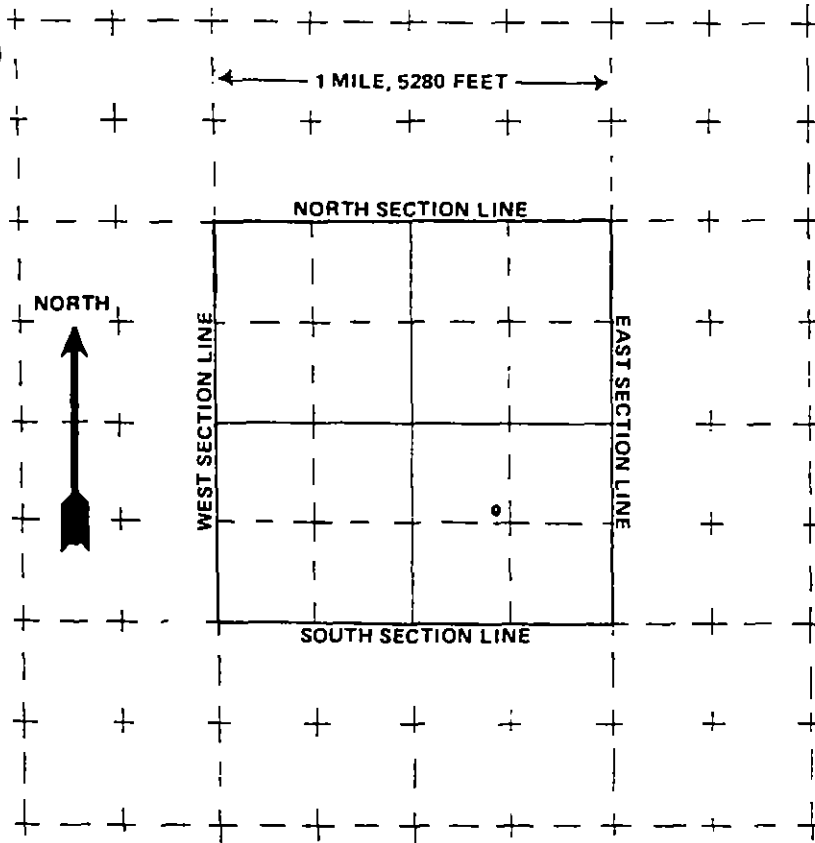 1 MILE, 5280 FEET
NORTH SECTION LINE
NORTH
WEST SECTION LINE
EAST SECTION LINE
SOUTH SECTION LINE